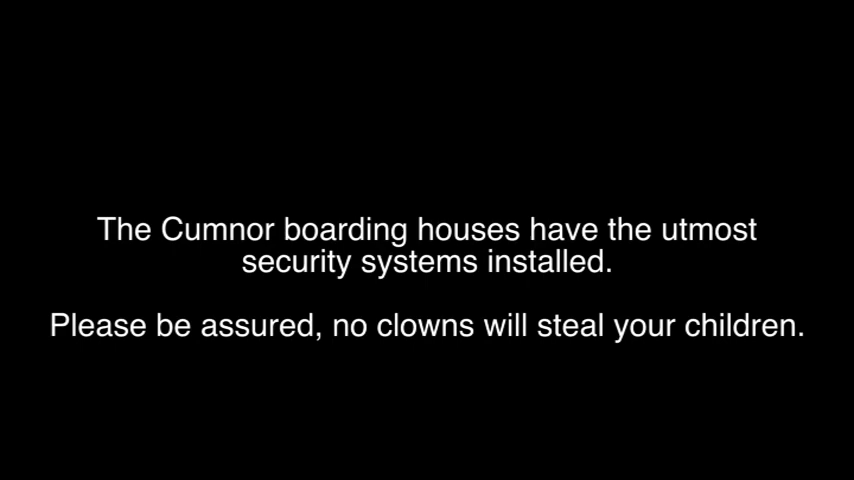 The Cumnor boarding houses have the utmost
security systems installed.
Please be assured, no clowns will steal your children.